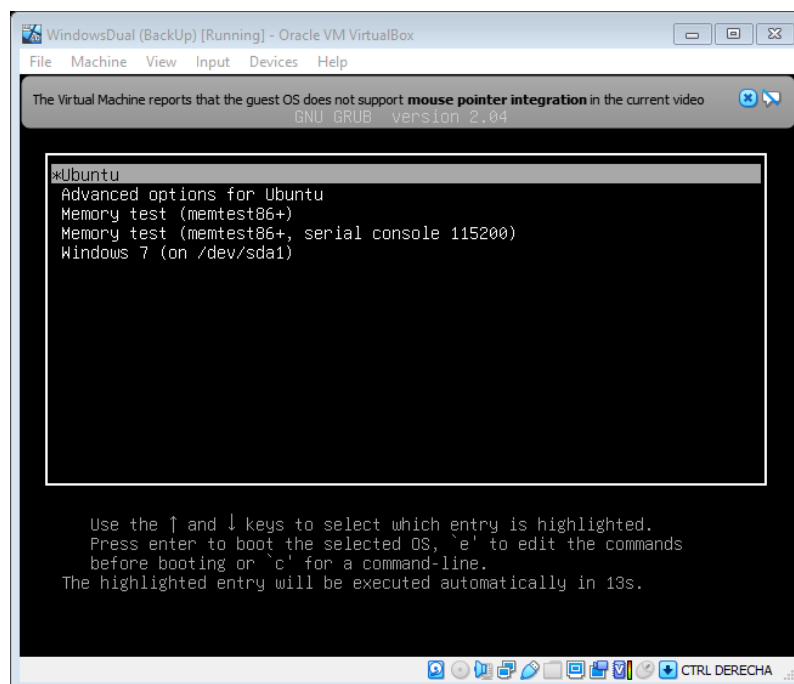 WindowsDual (BackUp) [Running] - Oracle VM VirtualBox
File Machine View Input Devices Help
The Virtual Machine reports that the guest OS does not support mouse pointer integration in the current video
GNU GRUB version 2.04
*Ubuntu
Advanced options for Ubuntu
Memory test (memtest86+)
Memory test (memtest86+, serial console 115200)
Windows 7 (on /dev/sda1)
Use the ↑ and ↓ keys to select which entry is highlighted.
Press enter to boot the selected OS, `e' to edit the commands
before booting or `c' for a command-line.
The highlighted entry will be executed automatically in 13s.
CTRL DERECHA